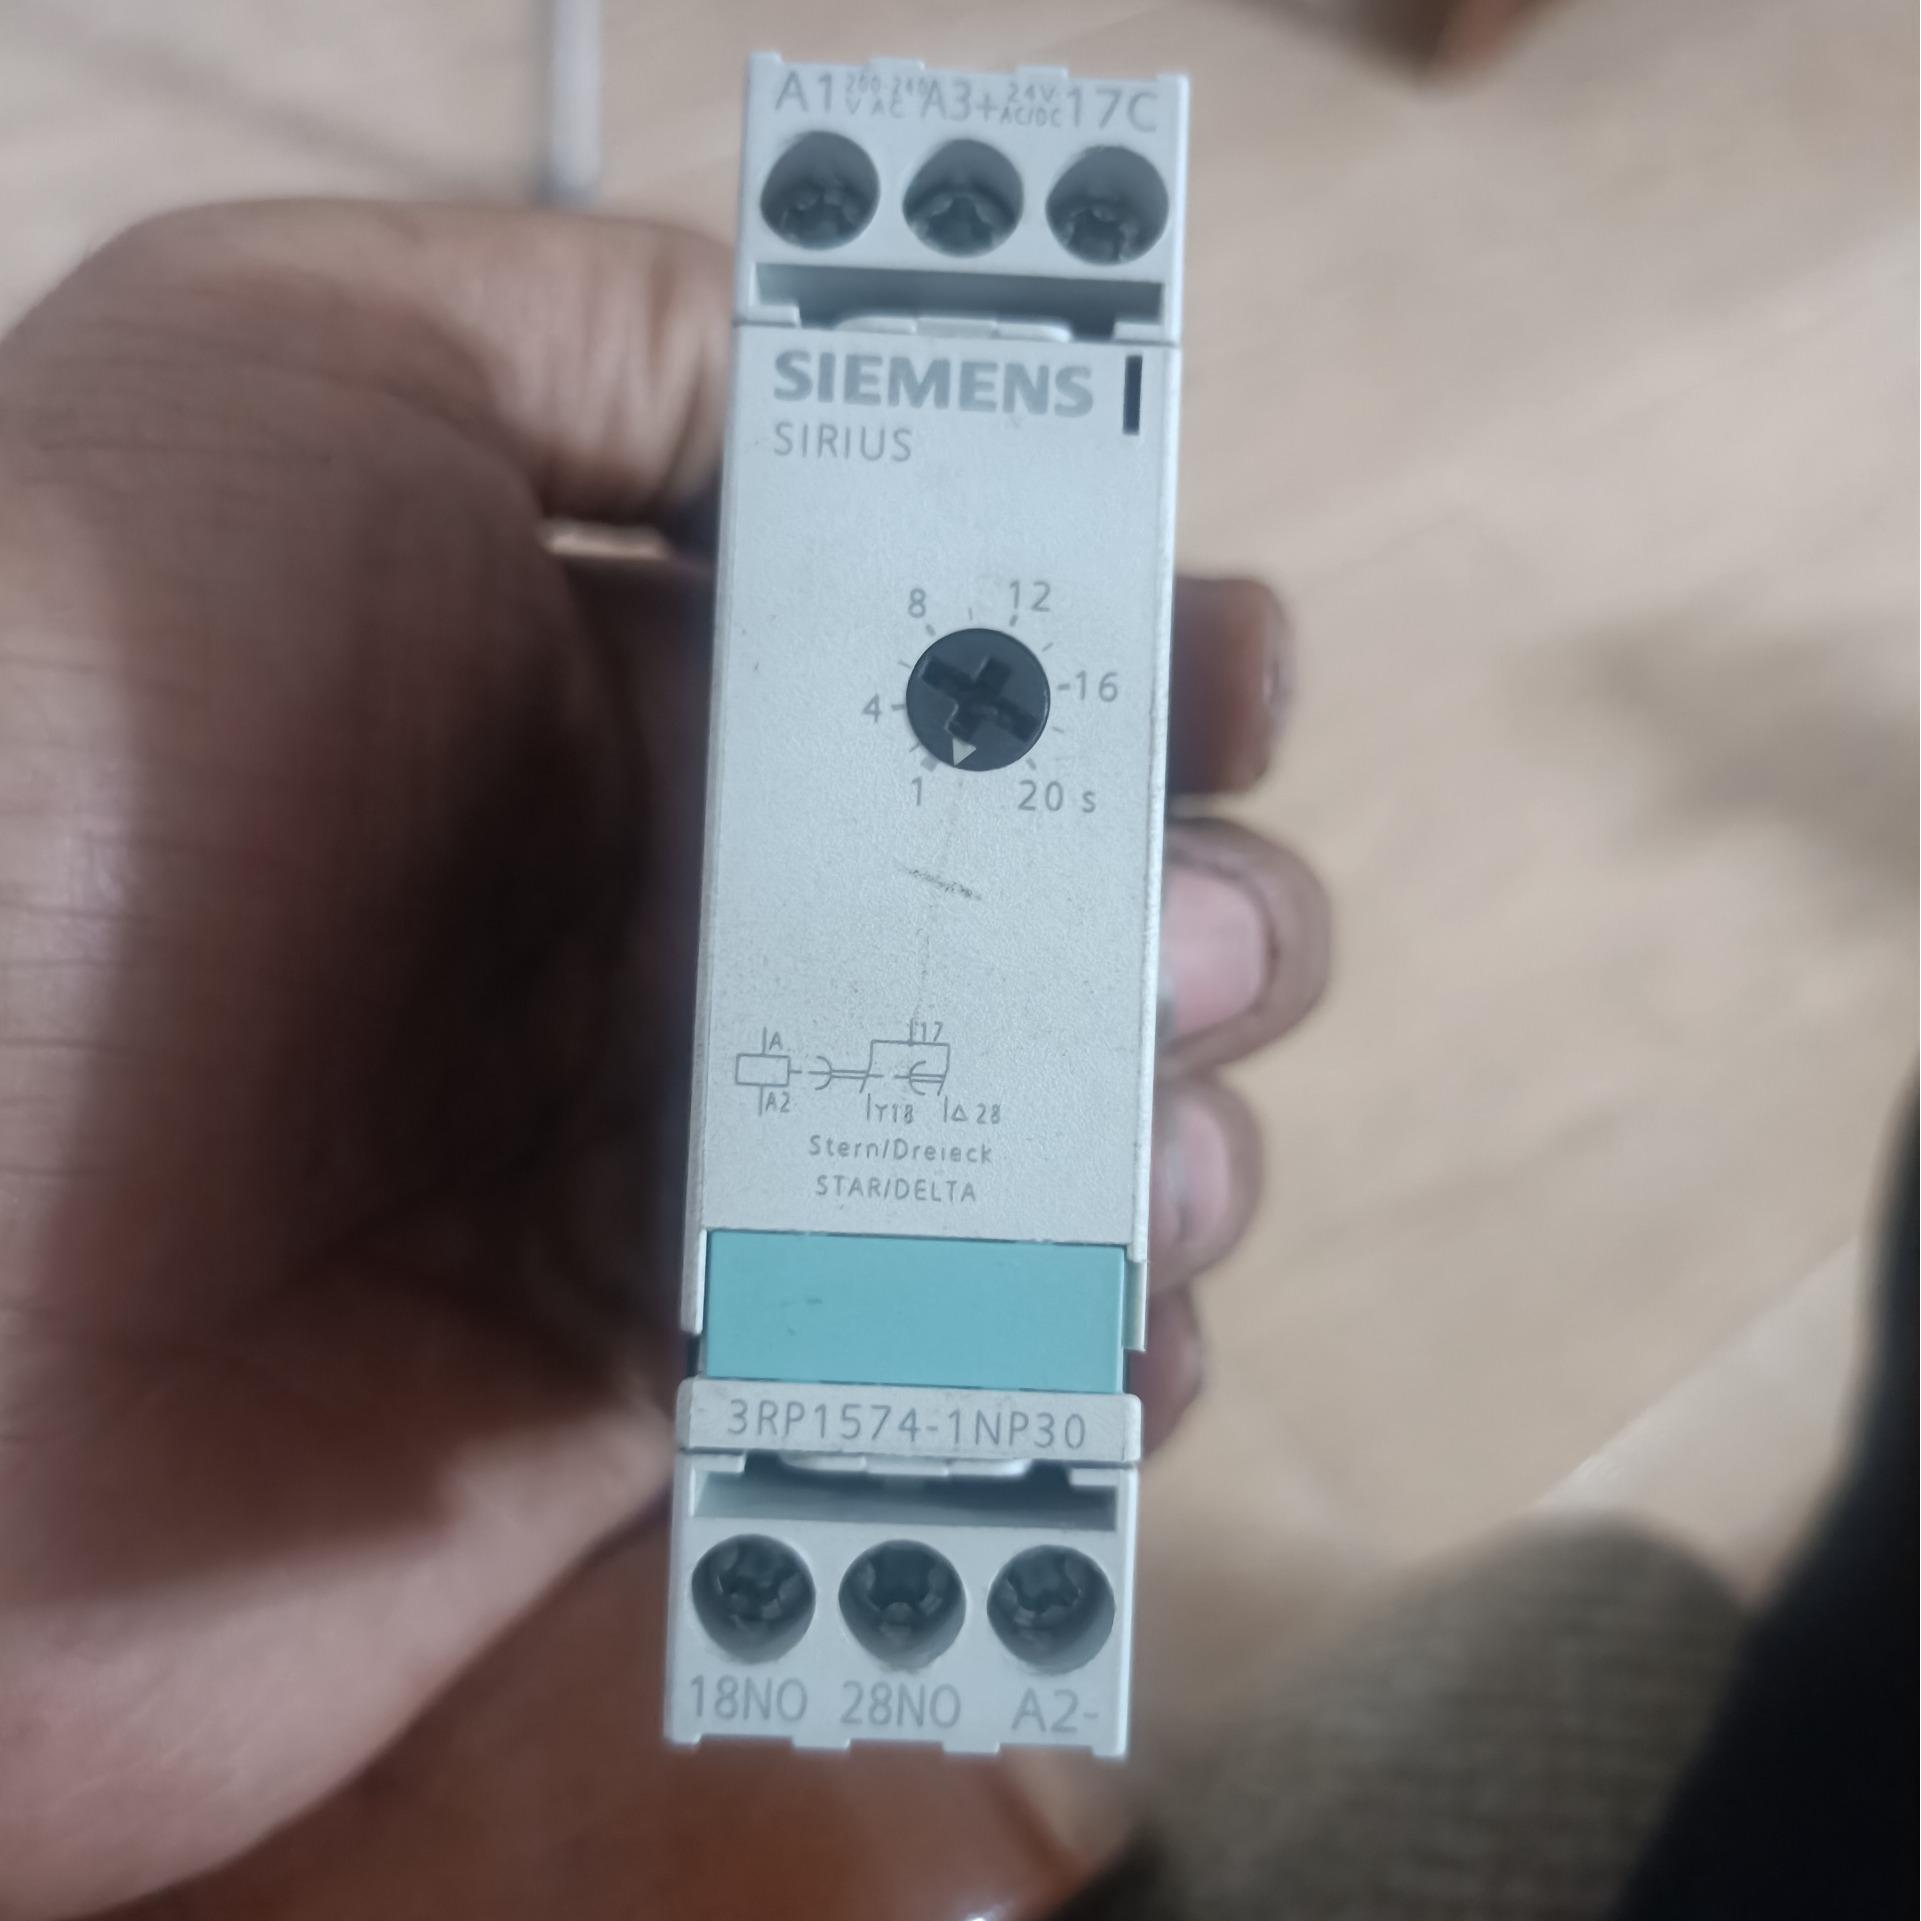 A1 200-240 V AC A3+ 24V AC/DC 17C
SIEMENS
SIRIUS
8 12
4 16
1 20 s
17
A
A2 Y18 Δ 28
Stern/Dreieck
STAR/DELTA
3RP1574-1NP30
18NO 28NO A2-